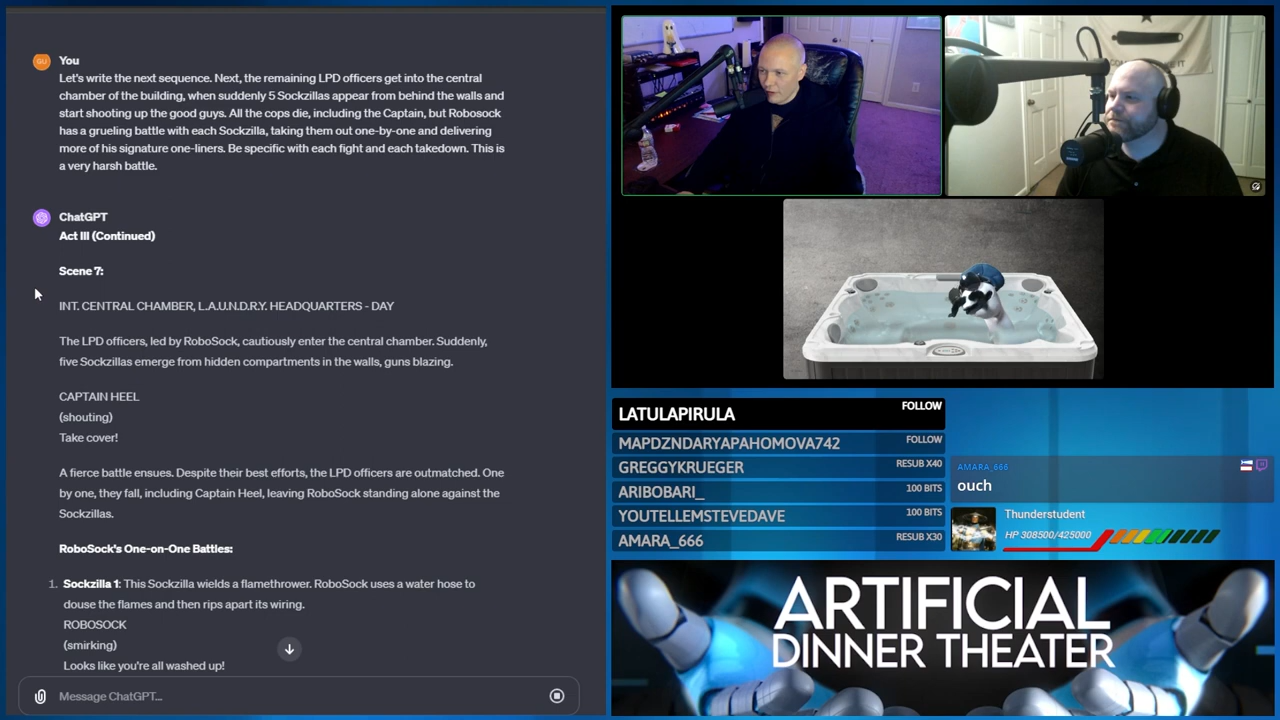 GU
You
Let's write the next sequence. Next, the remaining LPD officers get into the central
chamber of the building, when suddenly 5 Sockzillas appear from behind the walls and
start shooting up the good guys. All the cops die, including the Captain, but Robosock
has a grueling battle with each Sockzilla, taking them out one-by-one and delivering
more of his signature one-liners. Be specific with each fight and each takedown. This is
a very harsh battle.
ChatGPT
Act III (Continued)
Scene 7:
INT. CENTRAL CHAMBER, L.A.U.N.D.R.Y. HEADQUARTERS - DAY
The LPD officers, led by RoboSock, cautiously enter the central chamber. Suddenly,
five Sockzillas emerge from hidden compartments in the walls, guns blazing.
CAPTAIN HEEL
(shouting)
Take cover!
A fierce battle ensues. Despite their best efforts, the LPD officers are outmatched. One
by one, they fall, including Captain Heel, leaving RoboSock standing alone against the
Sockzillas.
RoboSock's One-on-One Battles:
1. Sockzilla 1: This Sockzilla wields a flamethrower. RoboSock uses a water hose to
douse the flames and then rips apart its wiring.
ROBOSOCK
(smirking)
Looks like you're all washed up!
Message ChatGPT...
LATULAPIRULA FOLLOW
MAPDZNDARYAPAHOMOVA742 FOLLOW
GREGGYKRUEGER RESUB X40
ARIBOBARI_ 100 BITS
YOUTELLEMSTEVEDAVE 100 BITS
AMARA_666 RESUB X30
AMARA_666
ouch
Thunderstudent
HP 308500/425000
ARTIFICIAL
DINNER THEATER